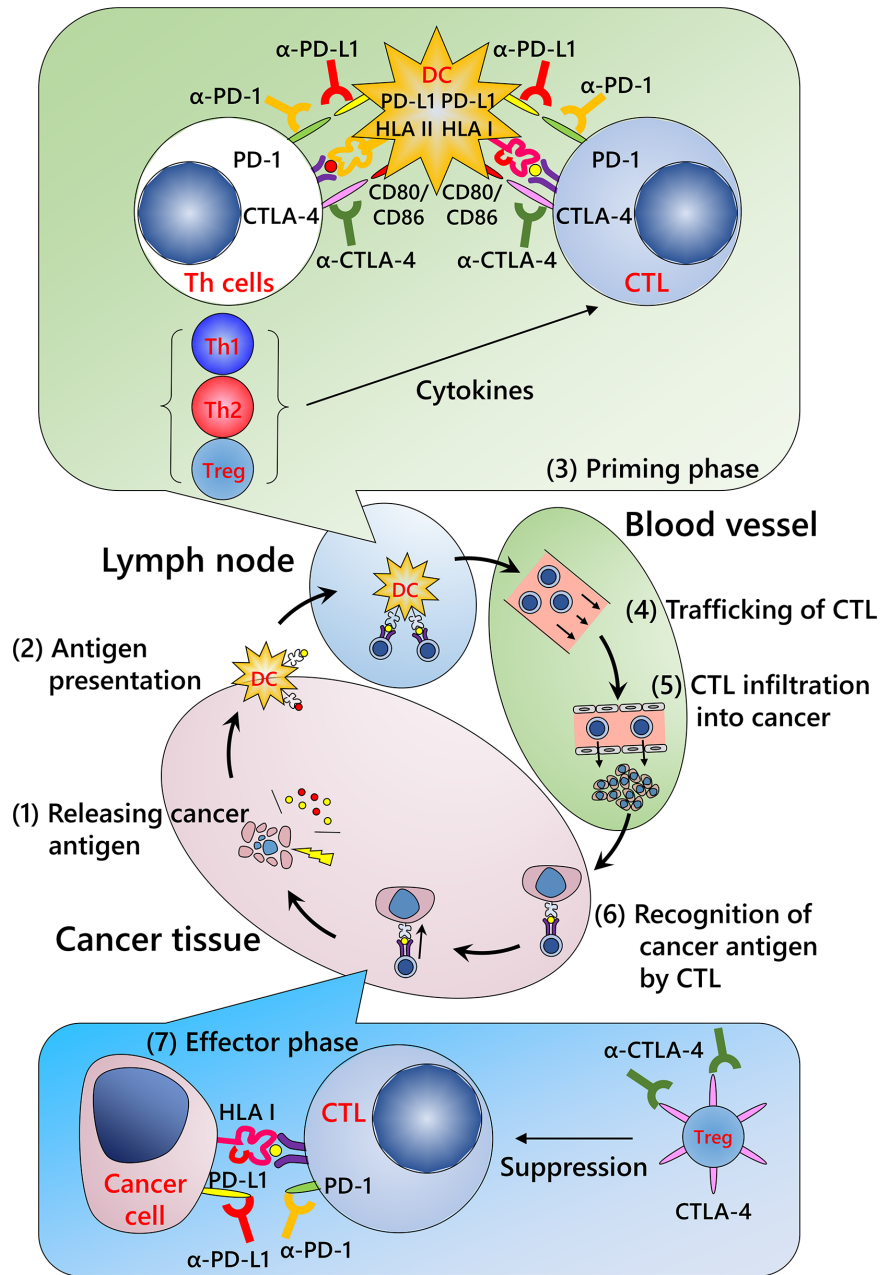 α-PD-L1
α-PD-L1
α-PD-1
α-PD-1
DC
PD-L1 PD-L1
HLA II HLA I
PD-1
PD-1
CD80/
CD86
CD80/
CD86
CTLA-4
CTLA-4
α-CTLA-4
α-CTLA-4
Th cells
CTL
Th1
Th2
Treg
Cytokines
(3) Priming phase
Lymph node
Blood vessel
DC
(4) Trafficking of CTL
(2) Antigen
presentation
DC
(5) CTL infiltration
into cancer
(1) Releasing cancer
antigen
Cancer tissue
(6) Recognition of
cancer antigen
by CTL
(7) Effector phase
α-CTLA-4
HLA I
CTL
Treg
Suppression
Cancer
cell
PD-L1
PD-1
CTLA-4
α-PD-L1
α-PD-1